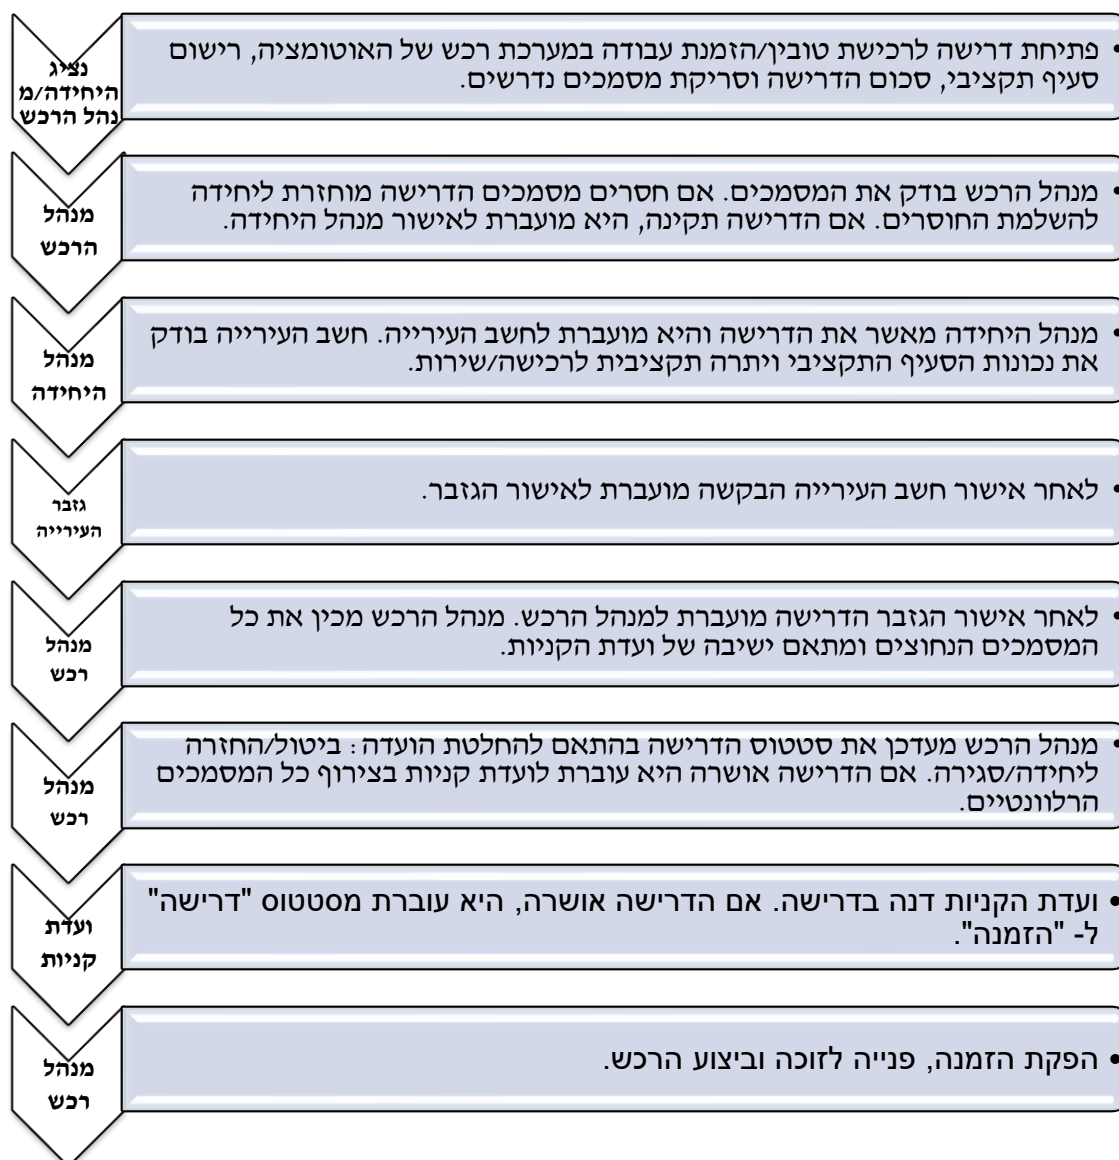 נציג
היחידה/מ
נהל הרכש
• פתיחת דרישה לרכישת טובין/הזמנת עבודה במערכת רכש של האוטומציה, רישום
סעיף תקציבי, סכום הדרישה וסריקת מסמכים נדרשים.
מנהל
הרכש
• מנהל הרכש בודק את המסמכים. אם חסרים מסמכים הדרישה מוחזרת ליחידה
להשלמת החוסרים. אם הדרישה תקינה, היא מועברת לאישור מנהל היחידה.
מנהל
היחידה
• מנהל היחידה מאשר את הדרישה והיא מועברת לחשב העירייה. חשב העירייה בודק
את נכונות הסעיף התקציבי ויתרה תקציבית לרכישה/שירות.
גזבר
העירייה
• לאחר אישור חשב העירייה הבקשה מועברת לאישור הגזבר.
מנהל
רכש
• לאחר אישור הגזבר הדרישה מועברת למנהל הרכש. מנהל הרכש מכין את כל
המסמכים הנחוצים ומתאם ישיבה של ועדת הקניות.
מנהל
רכש
• מנהל הרכש מעדכן את סטטוס הדרישה בהתאם להחלטת הועדה: ביטול/החזרה
ליחידה/סגירה. אם הדרישה אושרה היא עוברת לועדת קניות בצירוף כל המסמכים
הרלוונטיים.
ועדת
קניות
• ועדת הקניות דנה בדרישה. אם הדרישה אושרה, היא עוברת מסטטוס "דרישה"
ל- "הזמנה".
מנהל
רכש
• הפקת הזמנה, פנייה לזוכה וביצוע הרכש.